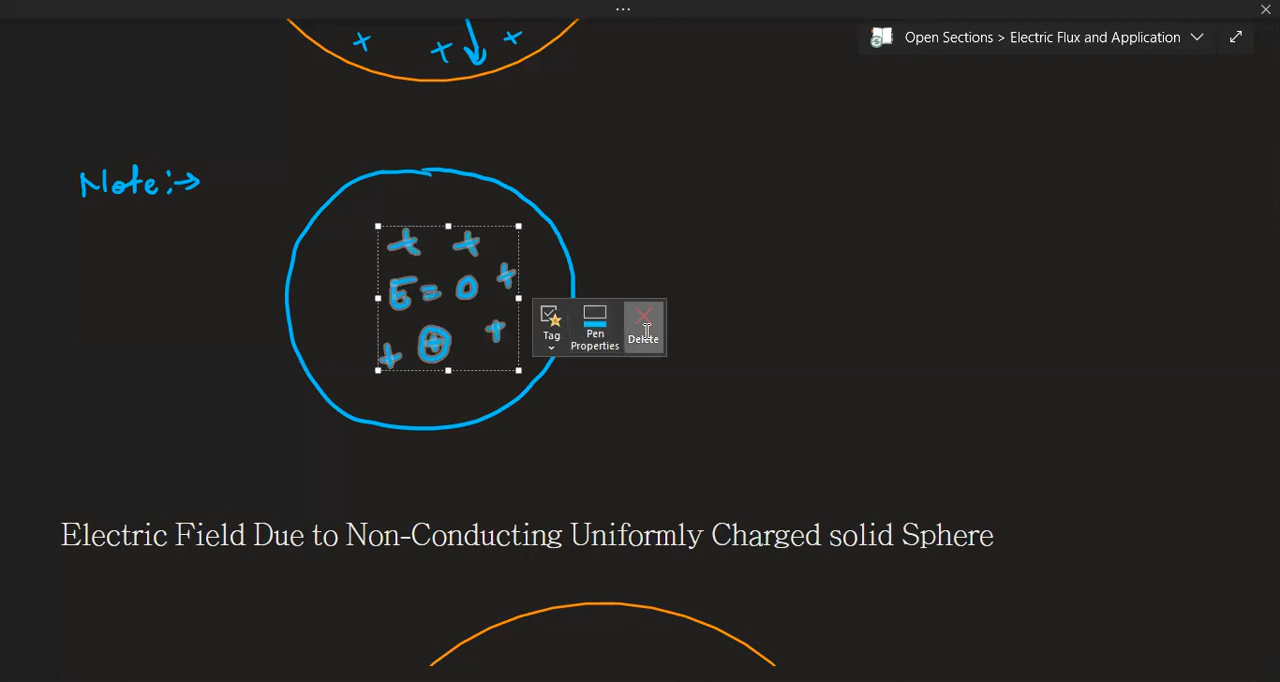 ...
Open Sections > Electric Flux and Application
+ + +
Note:→
+ +
E = 0 +
+ ⊕ +
Tag
Pen
Properties
Delete
Electric Field Due to Non-Conducting Uniformly Charged solid Sphere